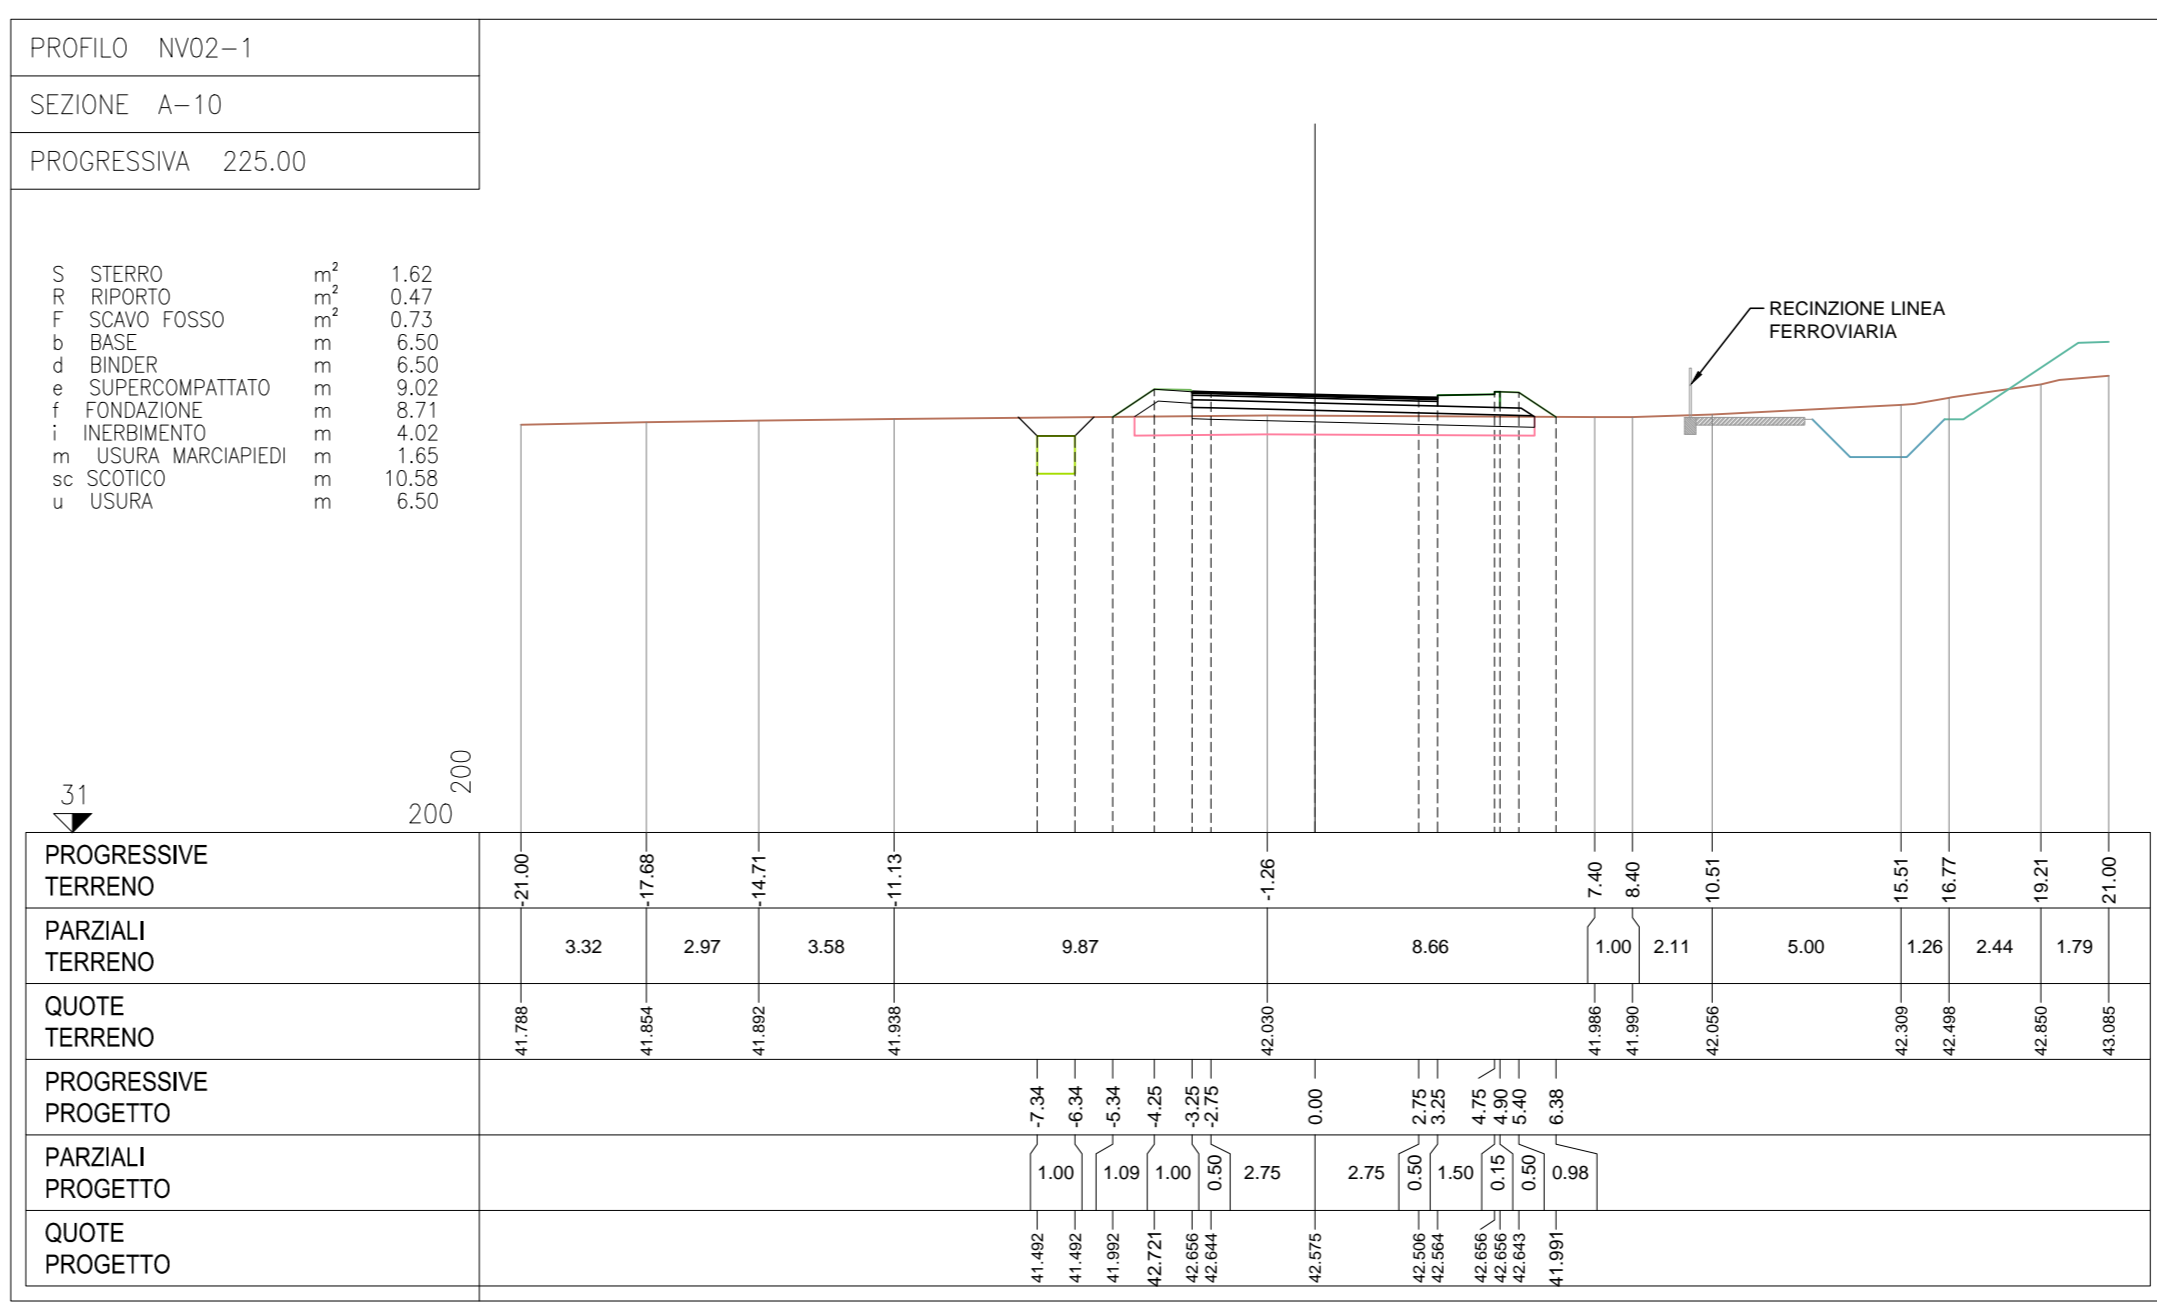 PROFILO NV02-1
SEZIONE A-10
PROGRESSIVA 225.00
S STERRO m² 1.62
R RIPORTO m² 0.47
F SCAVO FOSSO m² 0.73
b BASE m 6.50
d BINDER m 6.50
e SUPERCOMPATTATO m 9.02
f FONDAZIONE m 8.71
i INERBIMENTO m 4.02
m USURA MARCIAPIEDI m 1.65
sc SCOTICO m 10.58
u USURA m 6.50
RECINZIONE LINEA
FERROVIARIA
31
200
200
PROGRESSIVE
TERRENO
-21.00 -17.68 -14.71 -11.13 -1.26 7.40 8.40 10.51 15.51 16.77 19.21 21.00
PARZIALI
TERRENO
3.32 2.97 3.58 9.87 8.66 1.00 2.11 5.00 1.26 2.44 1.79
QUOTE
TERRENO
41.788 41.854 41.892 41.938 42.030 41.986 41.990 42.056 42.309 42.498 42.850 43.085
PROGRESSIVE
PROGETTO
-7.34 -6.34 -5.34 -4.25 -3.25 -2.75 0.00 2.75 3.25 4.75 4.90 5.40 6.38
PARZIALI
PROGETTO
1.00 1.09 1.00 0.50 2.75 2.75 0.50 1.50 0.15 0.50 0.98
QUOTE
PROGETTO
41.492 41.492 41.992 42.721 42.656 42.644 42.575 42.506 42.564 42.656 42.656 42.643 41.991